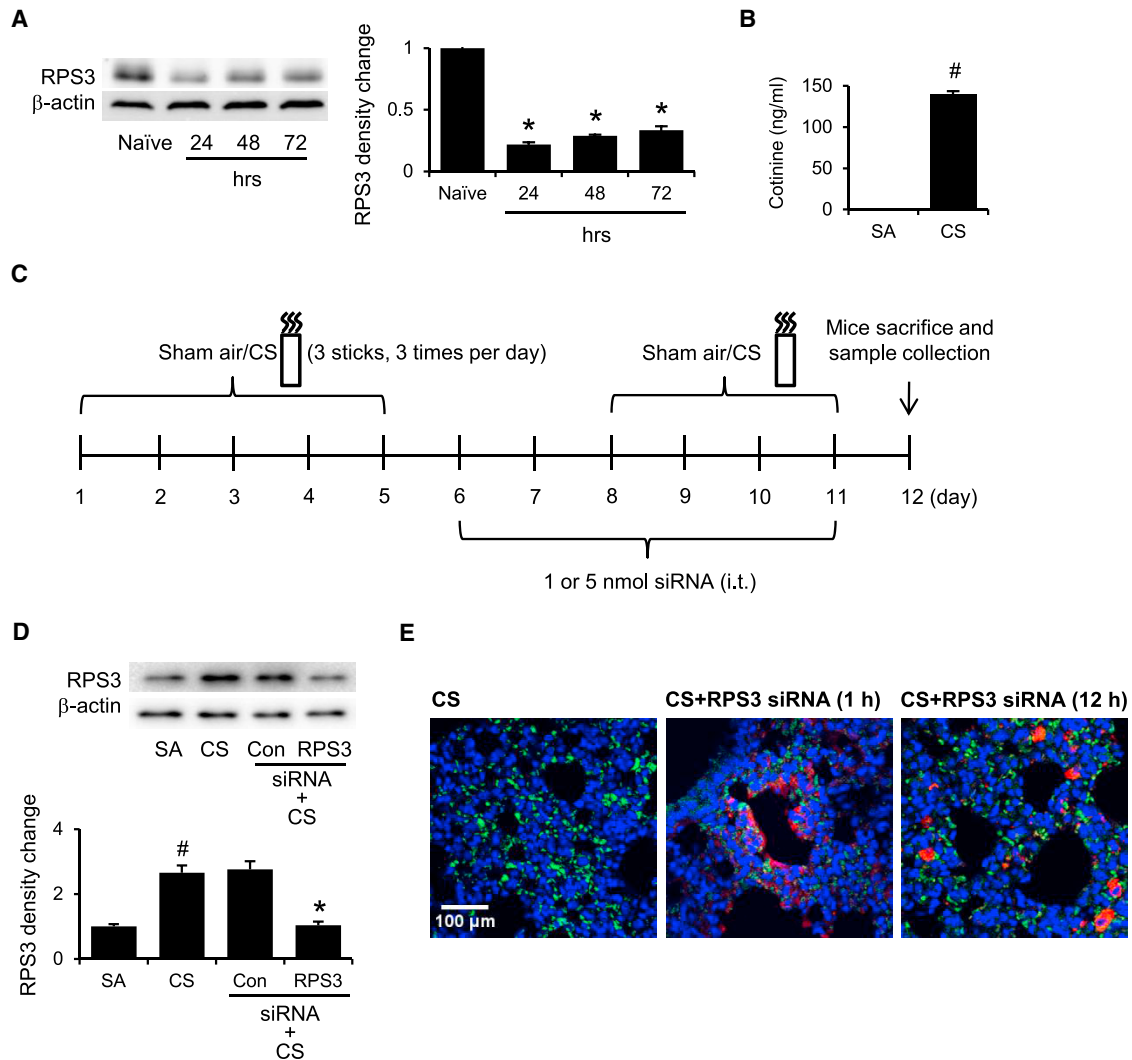 A
RPS3
β-actin
Naïve 24 48 72
hrs
RPS3 density change
1
0.5
0
* * *
Naïve 24 48 72
hrs
B
Cotinine (ng/ml)
150
100
50
0
#
SA CS
C
Sham air/CS (3 sticks, 3 times per day)
Sham air/CS
Mice sacrifice and
sample collection
1 2 3 4 5 6 7 8 9 10 11 12 (day)
1 or 5 nmol siRNA (i.t.)
D
RPS3
β-actin
SA CS Con RPS3
siRNA
+
CS
RPS3 density change
4
2
0
#
*
SA CS Con RPS3
siRNA
+
CS
E
CS
CS+RPS3 siRNA (1 h)
CS+RPS3 siRNA (12 h)
100 µm